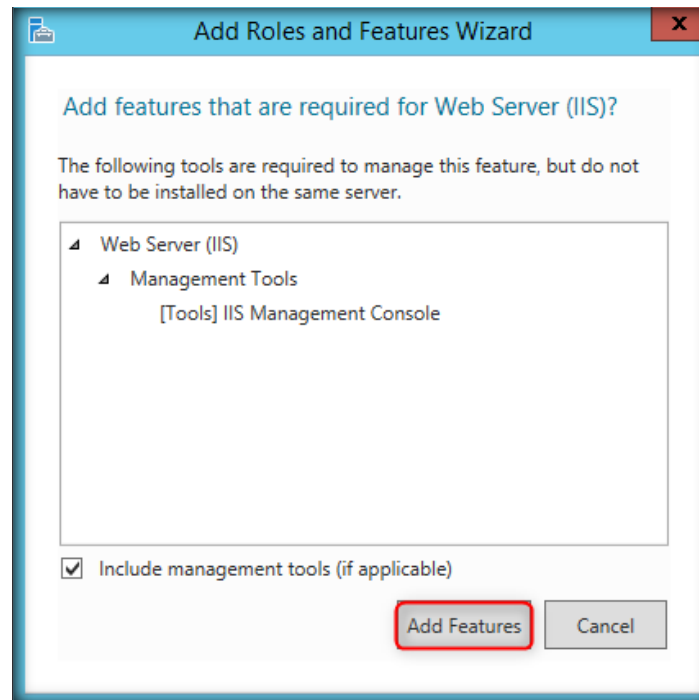 Add Roles and Features Wizard
x
Add features that are required for Web Server (IIS)?
The following tools are required to manage this feature, but do not
have to be installed on the same server.
Web Server (IIS)
Management Tools
[Tools] IIS Management Console
Include management tools (if applicable)
Add Features
Cancel